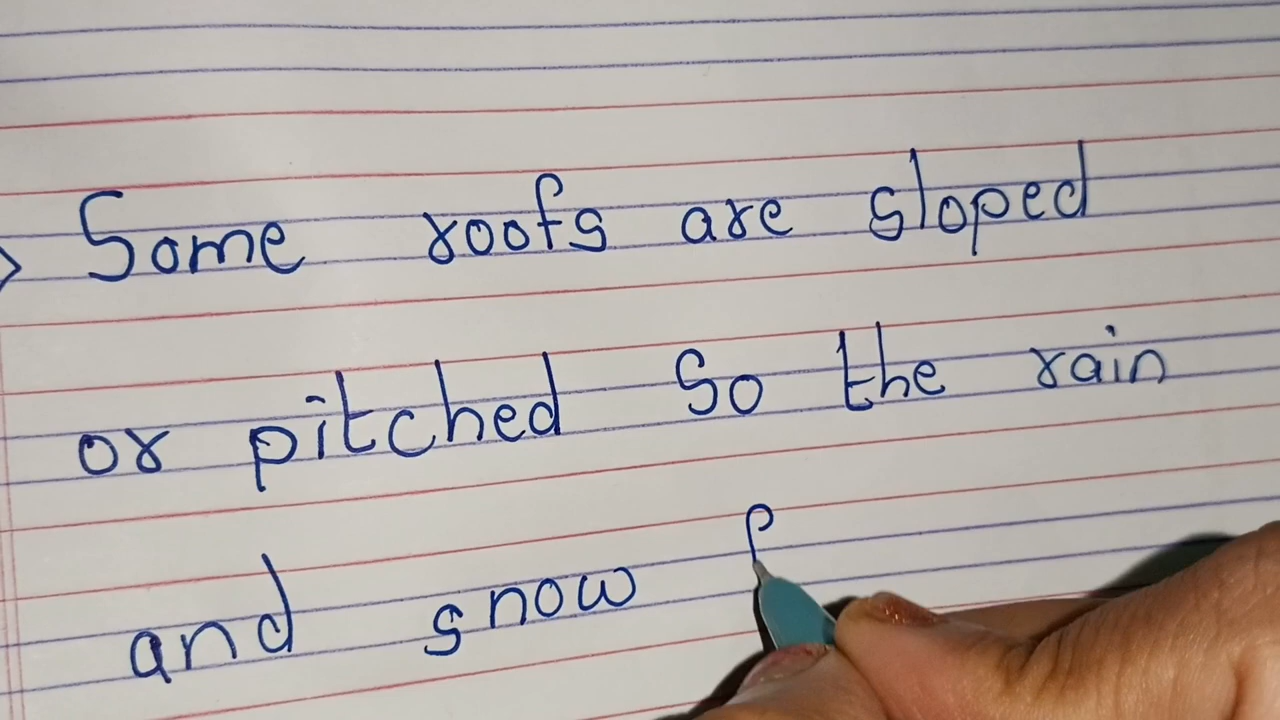 Some roofs are sloped
or pitched So the rain
and snow